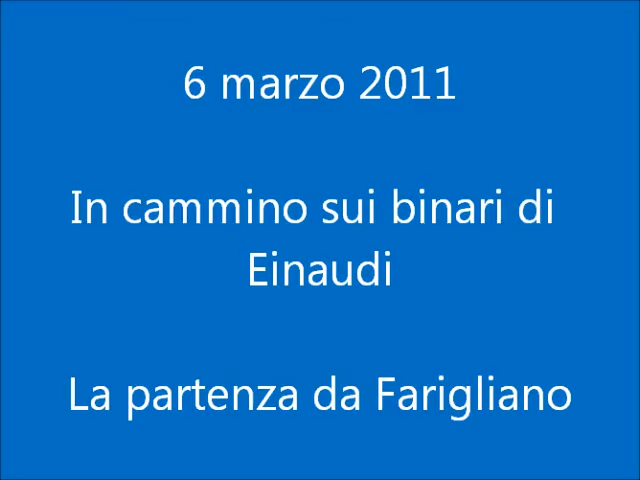 6 marzo 2011
In cammino sui binari di
Einaudi
La partenza da Farigliano